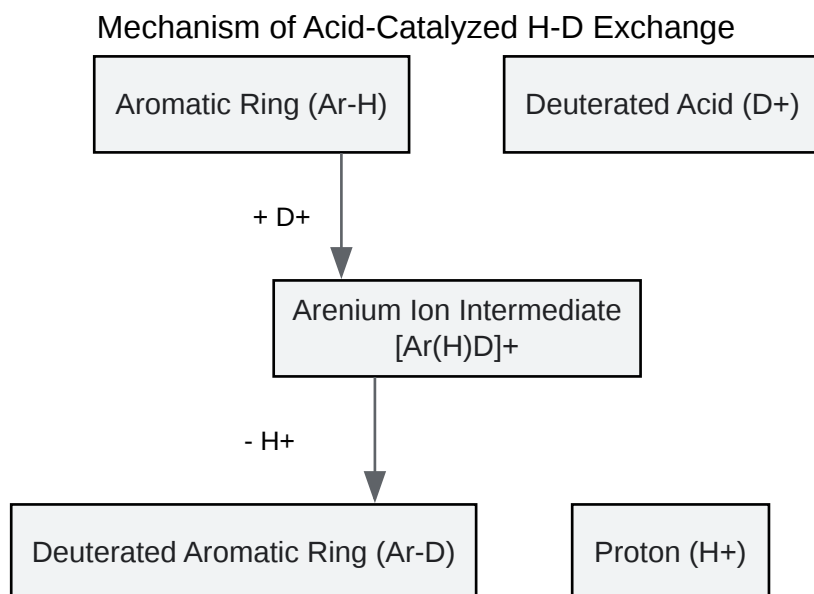 Mechanism of Acid-Catalyzed H-D Exchange
Aromatic Ring (Ar-H)
Deuterated Acid (D+)
+ D+
Arenium Ion Intermediate
[Ar(H)D]+
- H+
Deuterated Aromatic Ring (Ar-D)
Proton (H+)